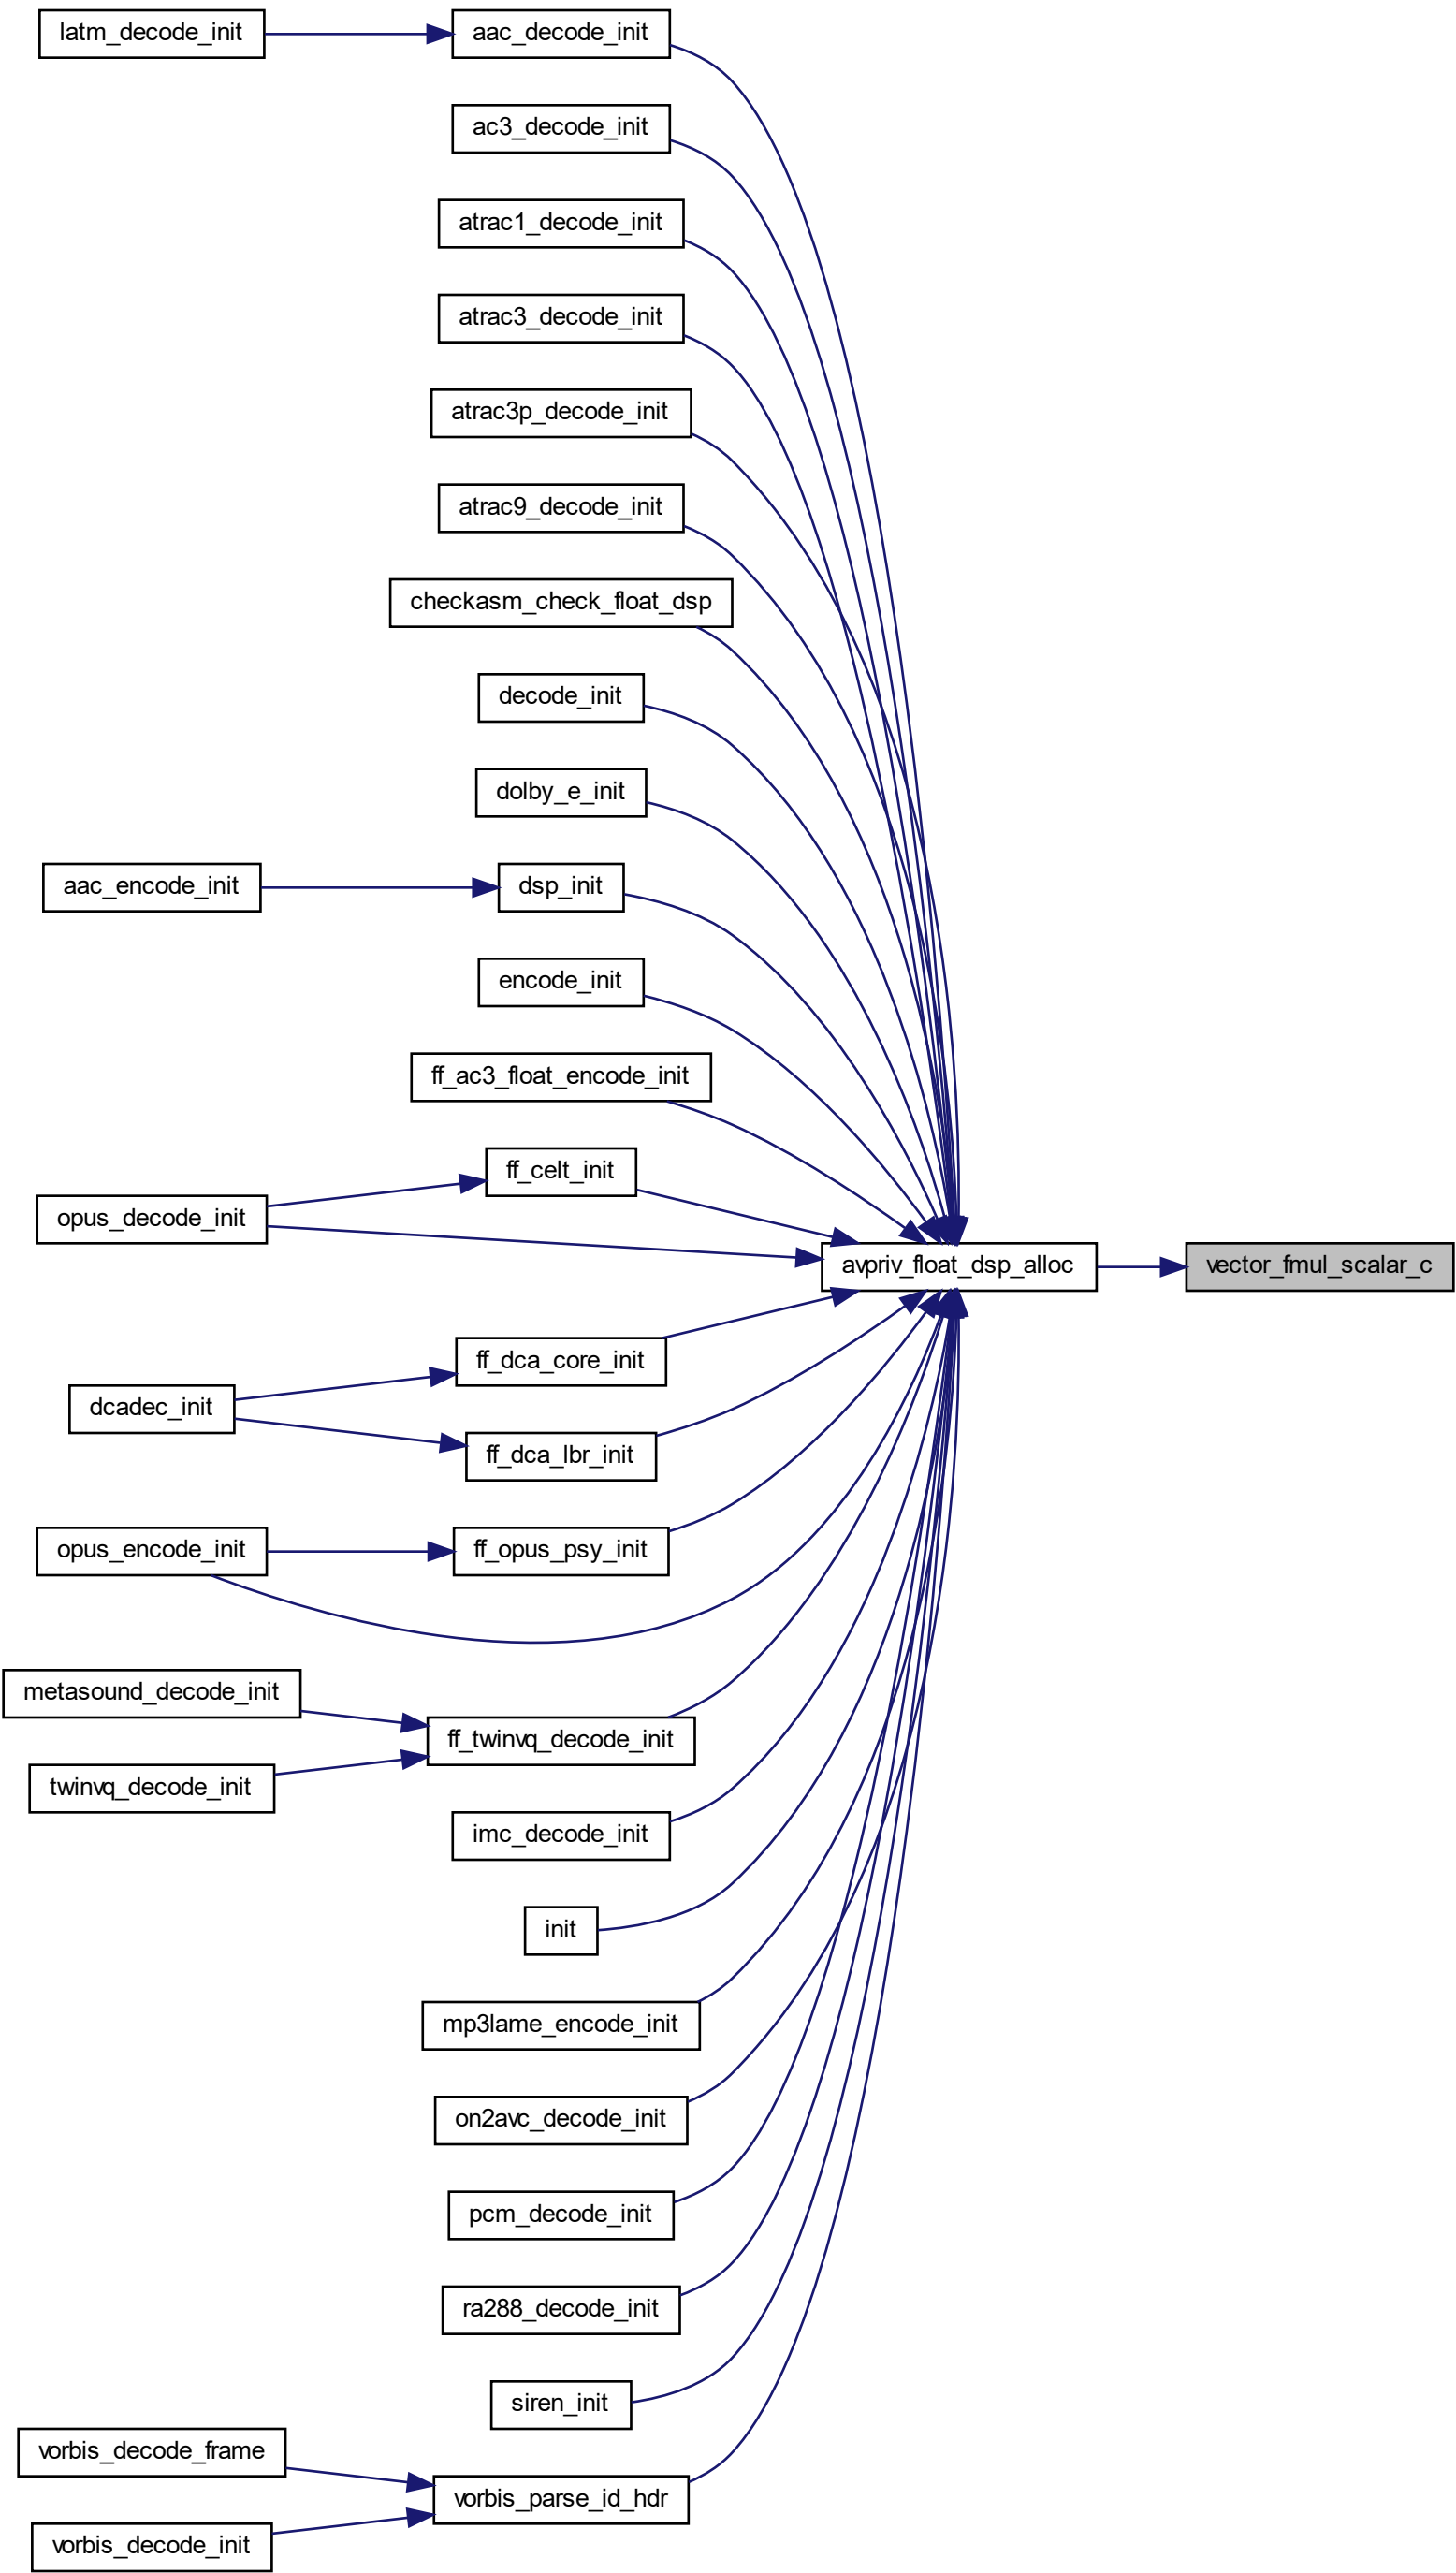 latm_decode_init
aac_decode_init
ac3_decode_init
atrac1_decode_init
atrac3_decode_init
atrac3p_decode_init
atrac9_decode_init
checkasm_check_float_dsp
decode_init
dolby_e_init
aac_encode_init
dsp_init
encode_init
ff_ac3_float_encode_init
ff_celt_init
opus_decode_init
avpriv_float_dsp_alloc
vector_fmul_scalar_c
ff_dca_core_init
dcadec_init
ff_dca_lbr_init
opus_encode_init
ff_opus_psy_init
metasound_decode_init
ff_twinvq_decode_init
twinvq_decode_init
imc_decode_init
init
mp3lame_encode_init
on2avc_decode_init
pcm_decode_init
ra288_decode_init
siren_init
vorbis_decode_frame
vorbis_parse_id_hdr
vorbis_decode_init